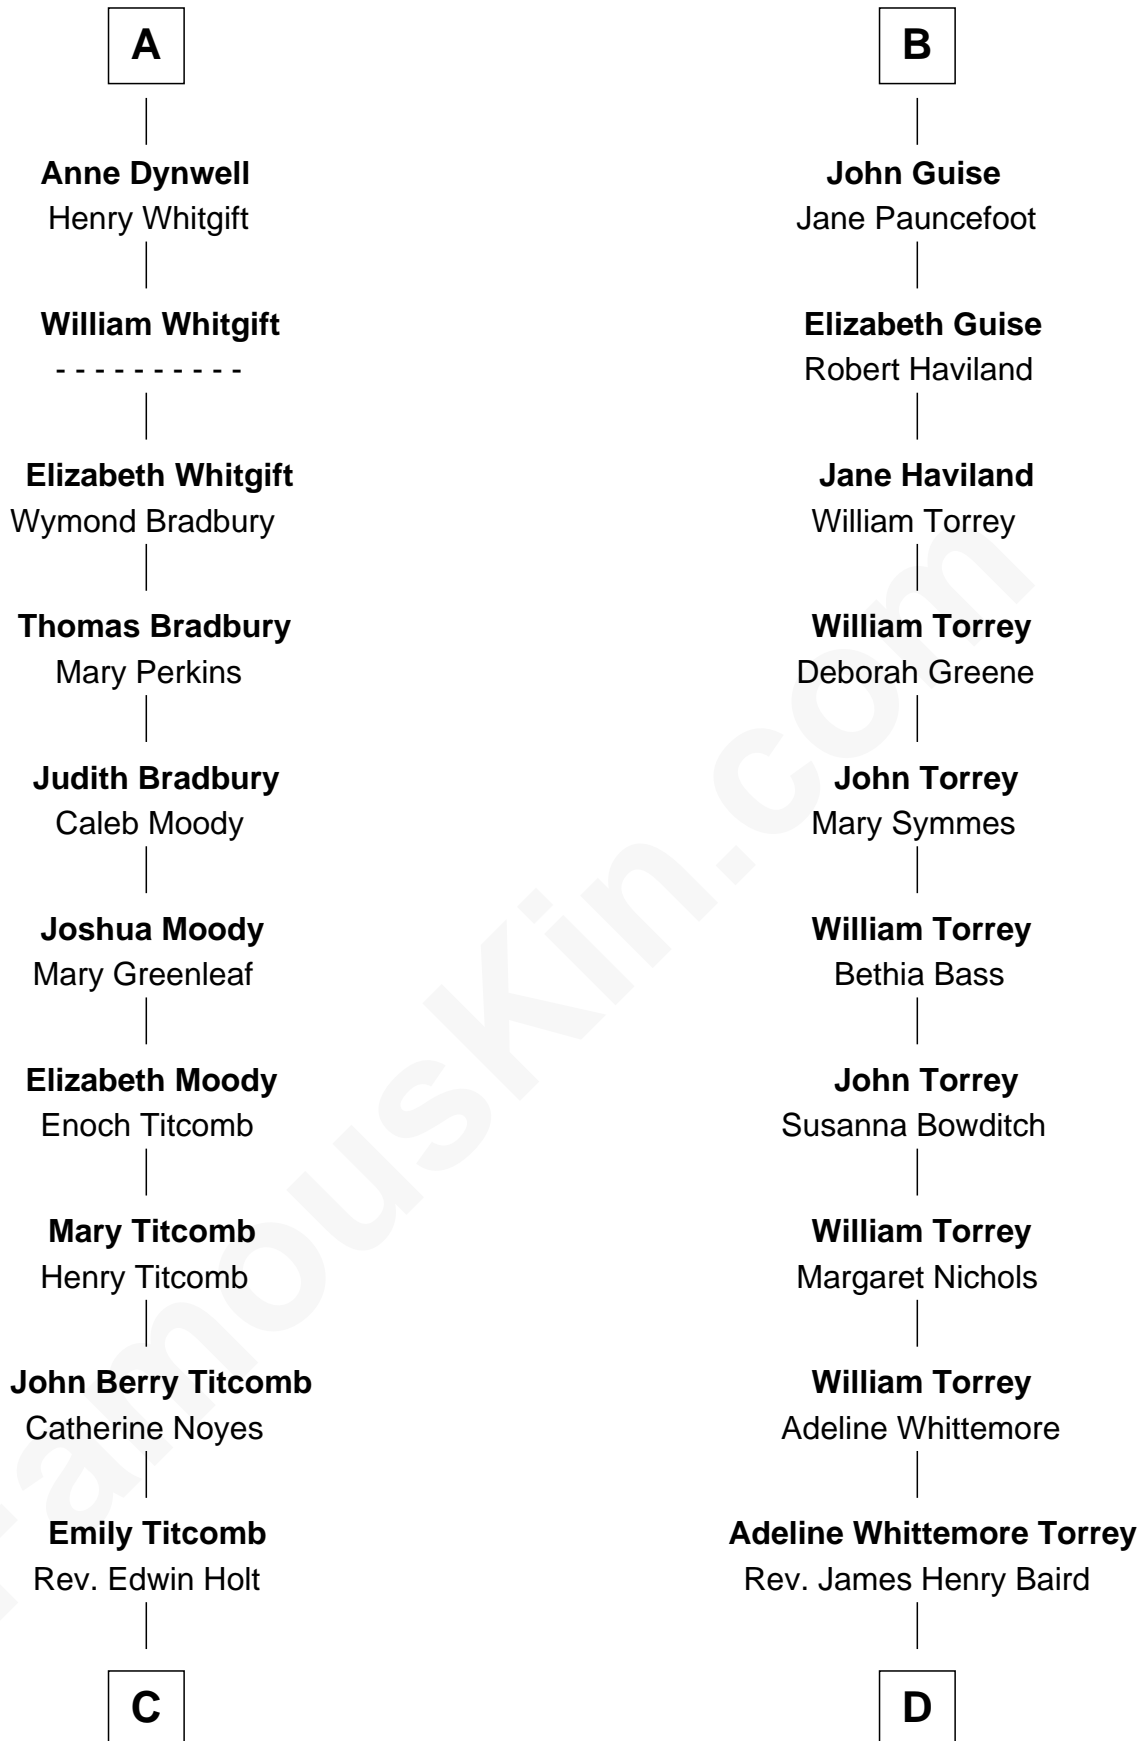 A
Anne Dynwell
Henry Whitgift
William Whitgift
- - - - - - - - - -
Elizabeth Whitgift
Wymond Bradbury
Thomas Bradbury
Mary Perkins
Judith Bradbury
Caleb Moody
Joshua Moody
Mary Greenleaf
Elizabeth Moody
Enoch Titcomb
Mary Titcomb
Henry Titcomb
John Berry Titcomb
Catherine Noyes
Emily Titcomb
Rev. Edwin Holt
C
B
John Guise
Jane Pauncefoot
Elizabeth Guise
Robert Haviland
Jane Haviland
William Torrey
William Torrey
Deborah Greene
John Torrey
Mary Symmes
William Torrey
Bethia Bass
John Torrey
Susanna Bowditch
William Torrey
Margaret Nichols
William Torrey
Adeline Whittemore
Adeline Whittemore Torrey
Rev. James Henry Baird
D
FamousKin.com